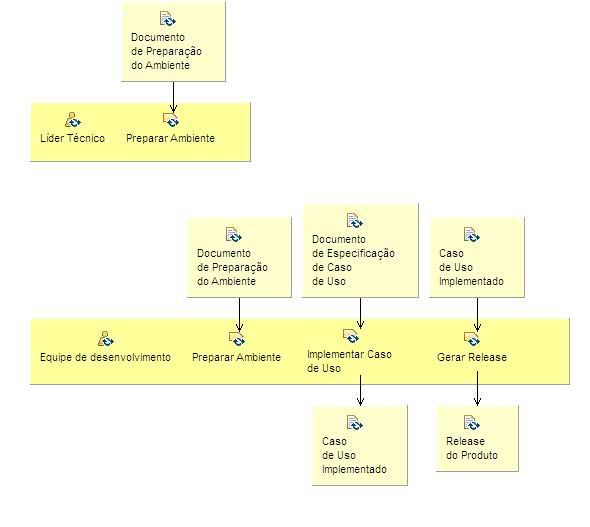 Documento
de Preparação
do Ambiente
Líder Técnico
Preparar Ambiente
Documento
de Preparação
do Ambiente
Documento
de Especificação
de Caso
de Uso
Caso
de Uso
Implementado
Equipe de desenvolvimento
Preparar Ambiente
Implementar Caso
de Uso
Gerar Release
Caso
de Uso
Implementado
Release
do Produto